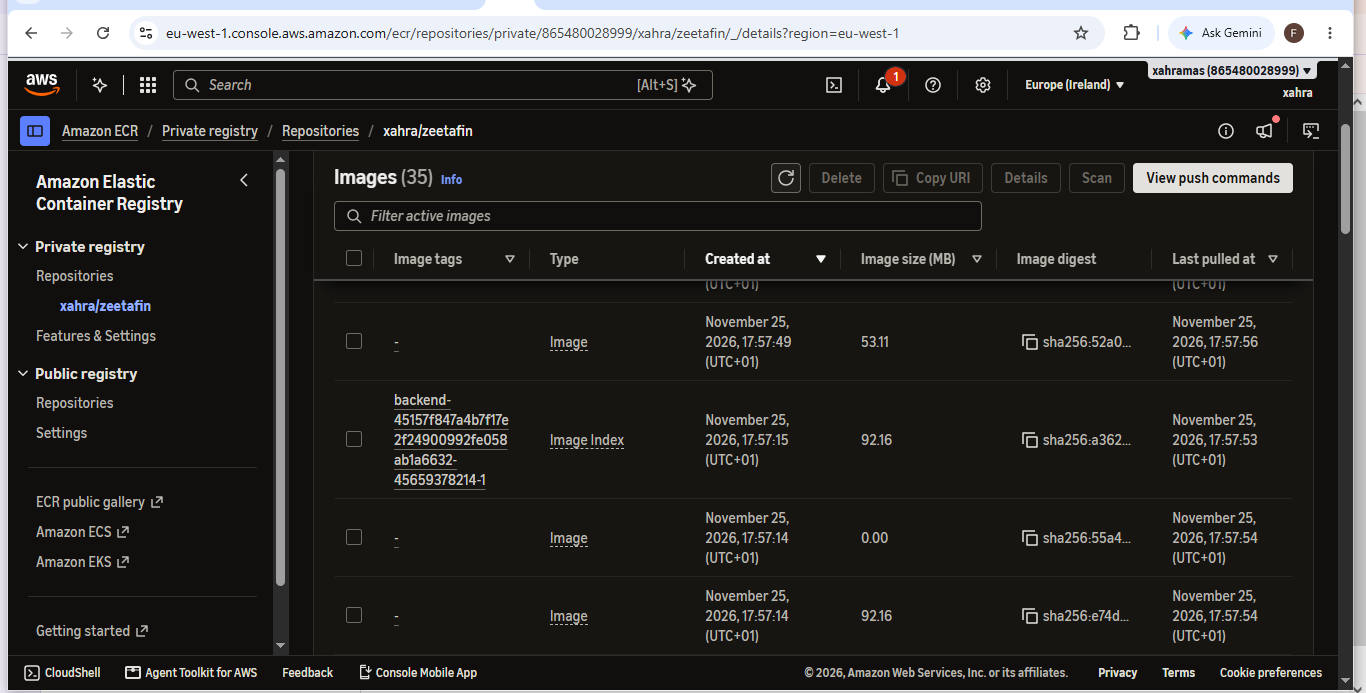 eu-west-1.console.aws.amazon.com/ecr/repositories/private/865480028999/xahra/zeetafin/_/details?region=eu-west-1
Ask Gemini
F
aws
Search
[Alt+S]
1
Europe (Ireland)
xahramas (865480028999)
xahra
Amazon ECR / Private registry / Repositories / xahra/zeetafin
Amazon Elastic
Container Registry
Private registry
Repositories
xahra/zeetafin
Features & Settings
Public registry
Repositories
Settings
ECR public gallery
Amazon ECS
Amazon EKS
Getting started
Images (35) Info
Delete
Copy URI
Details
Scan
View push commands
Filter active images
Image tags
Type
Created at
Image size (MB)
Image digest
Last pulled at
(UTC+01)
(UTC+01)
-
Image
November 25,
2026, 17:57:49
(UTC+01)
53.11
sha256:52a0...
November 25,
2026, 17:57:56
(UTC+01)
backend-
45157f847a4b7f17e
2f24900992fe058
ab1a6632-
45659378214-1
Image Index
November 25,
2026, 17:57:15
(UTC+01)
92.16
sha256:a362...
November 25,
2026, 17:57:53
(UTC+01)
-
Image
November 25,
2026, 17:57:14
(UTC+01)
0.00
sha256:55a4...
November 25,
2026, 17:57:54
(UTC+01)
-
Image
November 25,
2026, 17:57:14
(UTC+01)
92.16
sha256:e74d...
November 25,
2026, 17:57:54
(UTC+01)
CloudShell
Agent Toolkit for AWS
Feedback
Console Mobile App
© 2026, Amazon Web Services, Inc. or its affiliates.
Privacy
Terms
Cookie preferences